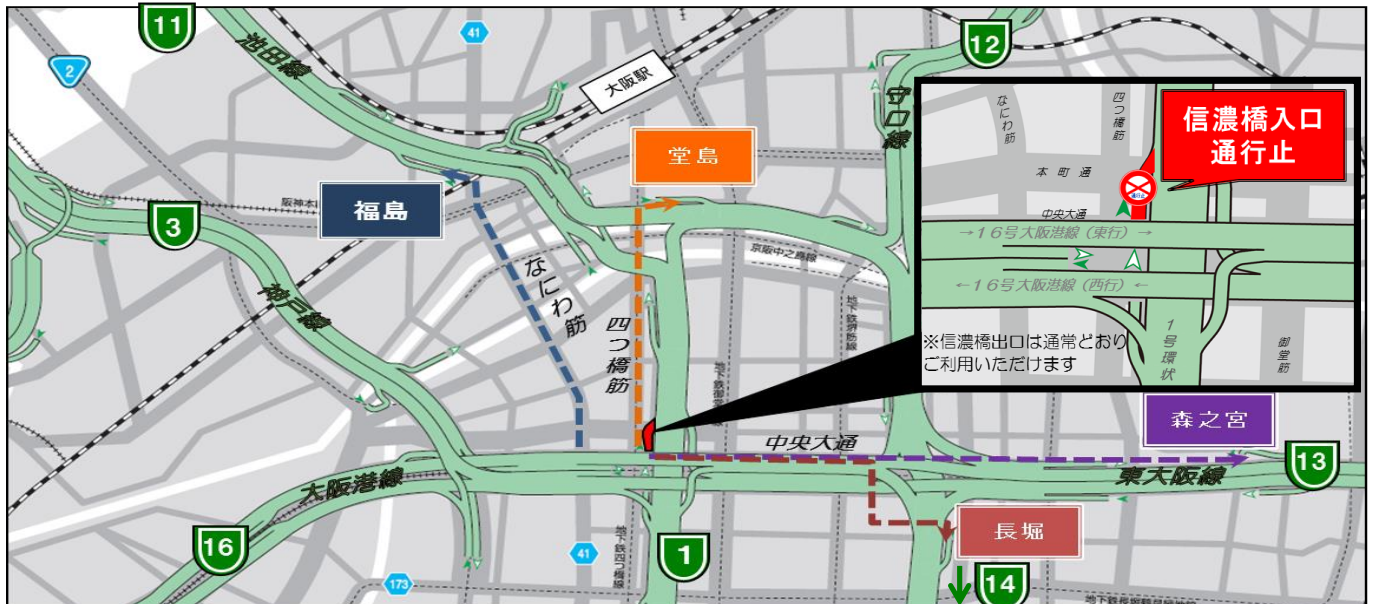 11
池田線
41
12
2
大阪駅
守口線
堂島
福島
阪神本
3
神戸線
なにわ筋
四つ橋筋
京阪中之島線
地下鉄堺筋線
地下鉄御堂
なにわ筋
四つ橋筋
信濃橋入口
通行止
本町通
通行止
中央大通
→16号大阪港線(東行)→
←16号大阪港線(西行)←
※信濃橋出口は通常どおり
ご利用いただけます
1号環状
御堂筋
森之宮
中央大通
東大阪線
13
大阪港線
16
地下鉄四つ橋線
41
1
長堀
14
173